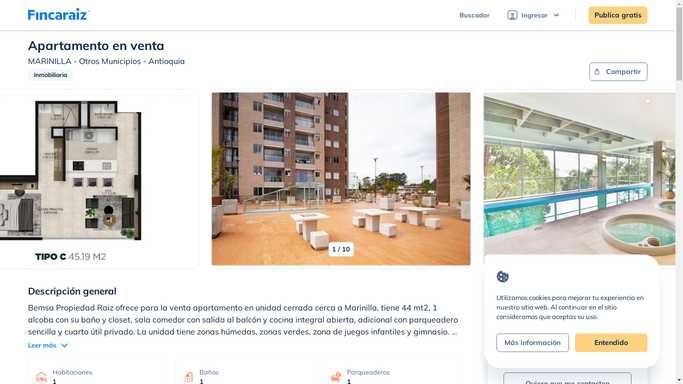 Fincaraiz
Buscador
Ingresar
Publica gratis
Apartamento en venta
MARINILLA - Otros Municipios - Antioquia
Inmobiliaria
Compartir
TIPO C 45.19 M2
1 / 10
Descripción general
Bemsa Propiedad Raiz ofrece para la venta apartamento en unidad cerrada cerca a Marinilla, tiene 44 mt2, 1
alcoba con su baño y closet, sala comedor con salida al balcón y cocina integral abierta, adicional con parqueadero
sencillo y cuarto útil privado. La unidad tiene zonas húmedas, zonas verdes, zona de juegos infantiles y gimnasio. ...
Leer más
Habitaciones
1
Baños
1
Parqueaderos
1
Utilizamos cookies para mejorar tu experiencia en
nuestro sitio web. Al continuar en el sitio
consideramos que aceptas su uso.
Más información
Entendido
Quiero que me contacten